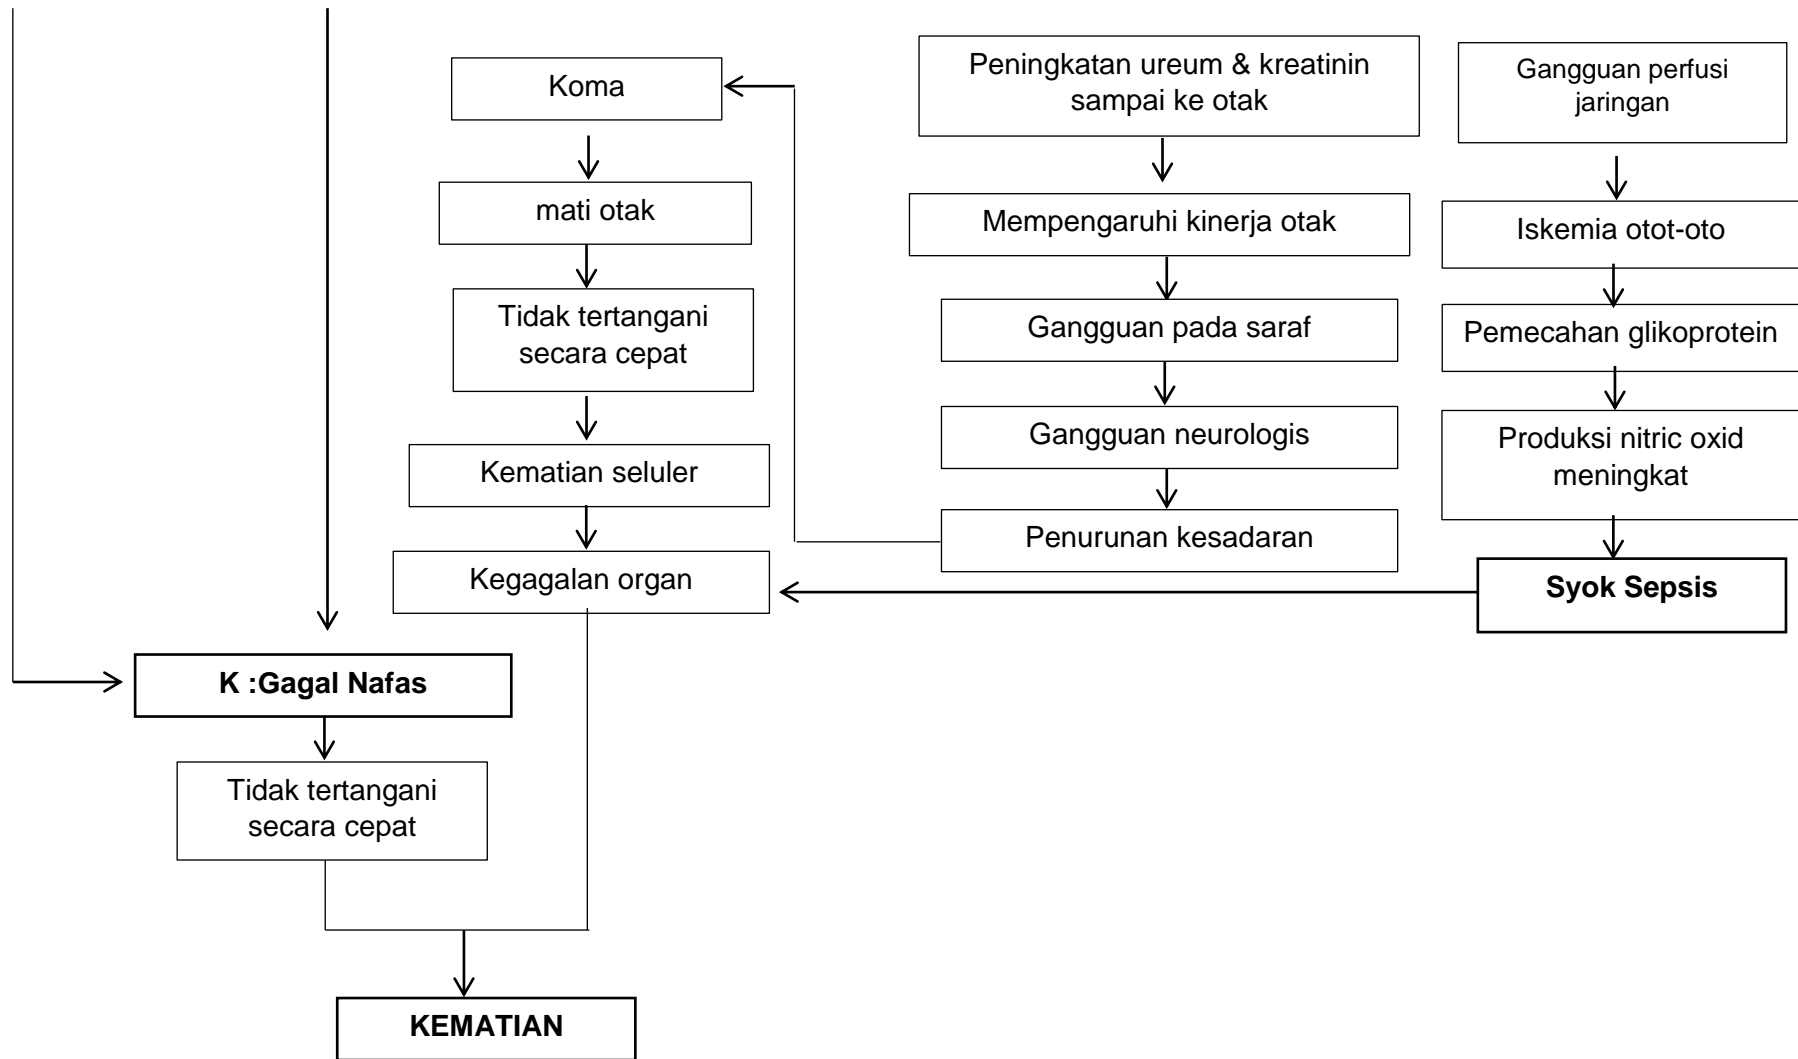 Koma
mati otak
Tidak tertangani
secara cepat
Kematian seluler
Kegagalan organ
Peningkatan ureum & kreatinin
sampai ke otak
Mempengaruhi kinerja otak
Gangguan pada saraf
Gangguan neurologis
Penurunan kesadaran
Gangguan perfusi
jaringan
Iskemia otot-oto
Pemecahan glikoprotein
Produksi nitric oxid
meningkat
Syok Sepsis
K :Gagal Nafas
Tidak tertangani
secara cepat
KEMATIAN